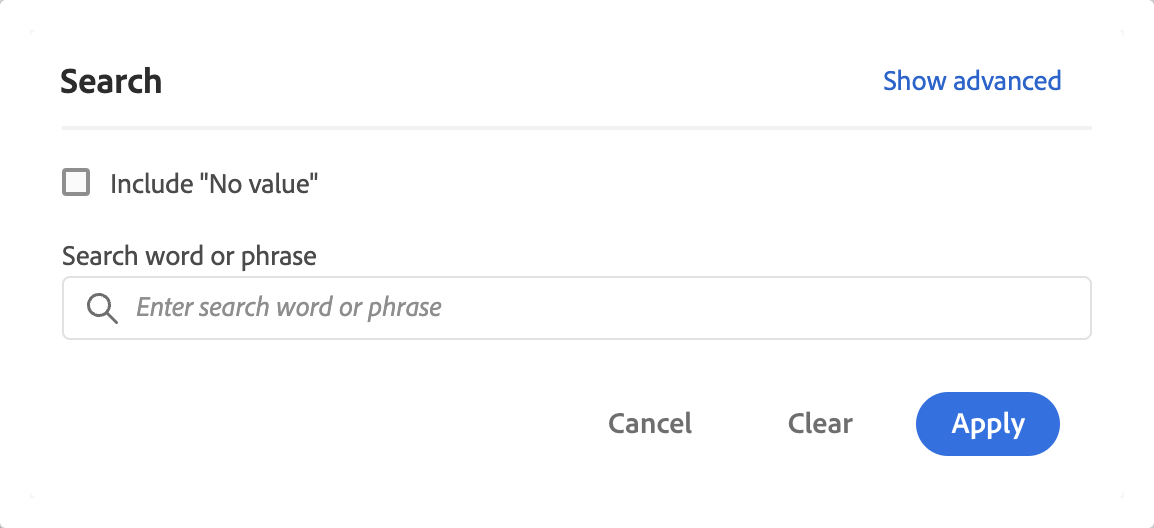 Search
Show advanced
Include "No value"
Search word or phrase
Enter search word or phrase
Cancel
Clear
Apply